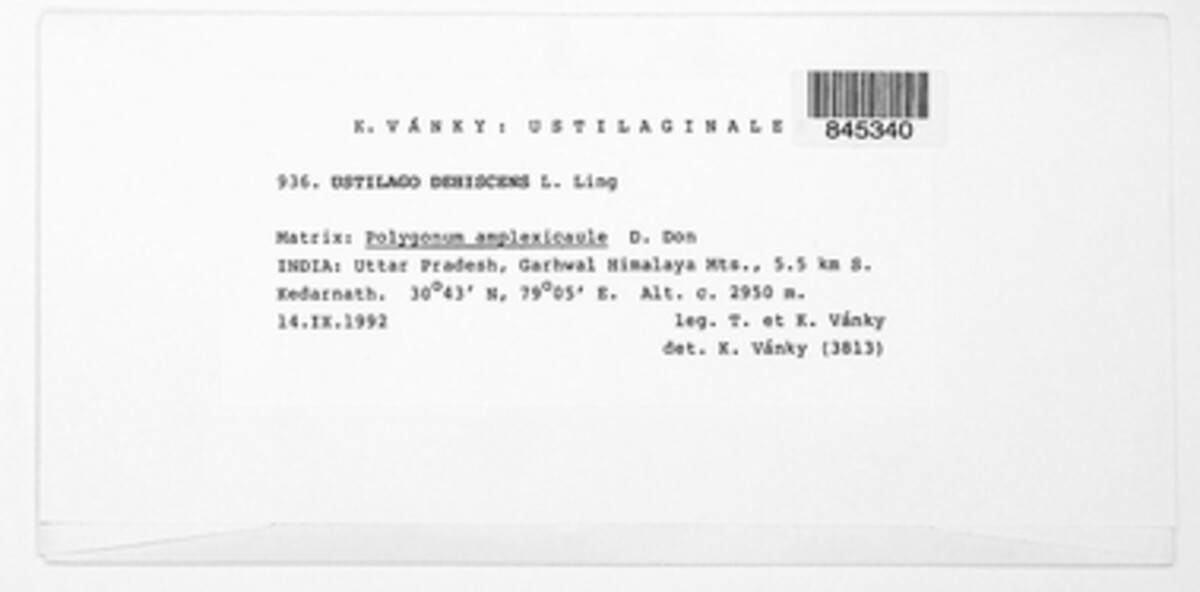 K. VÁNKY: USTILAGINALE
845340
936. USTILAGO DEHISCENS L. Ling
Matrix: Polygonum amplexicaule D. Don
INDIA: Uttar Pradesh, Garhwal Himalaya Mts., 5.5 km S.
Kedarnath. 30°43' N, 79°05' E. Alt. c. 2950 m.
14.IX.1992 leg. T. et K. Vánky
det. K. Vánky (3813)